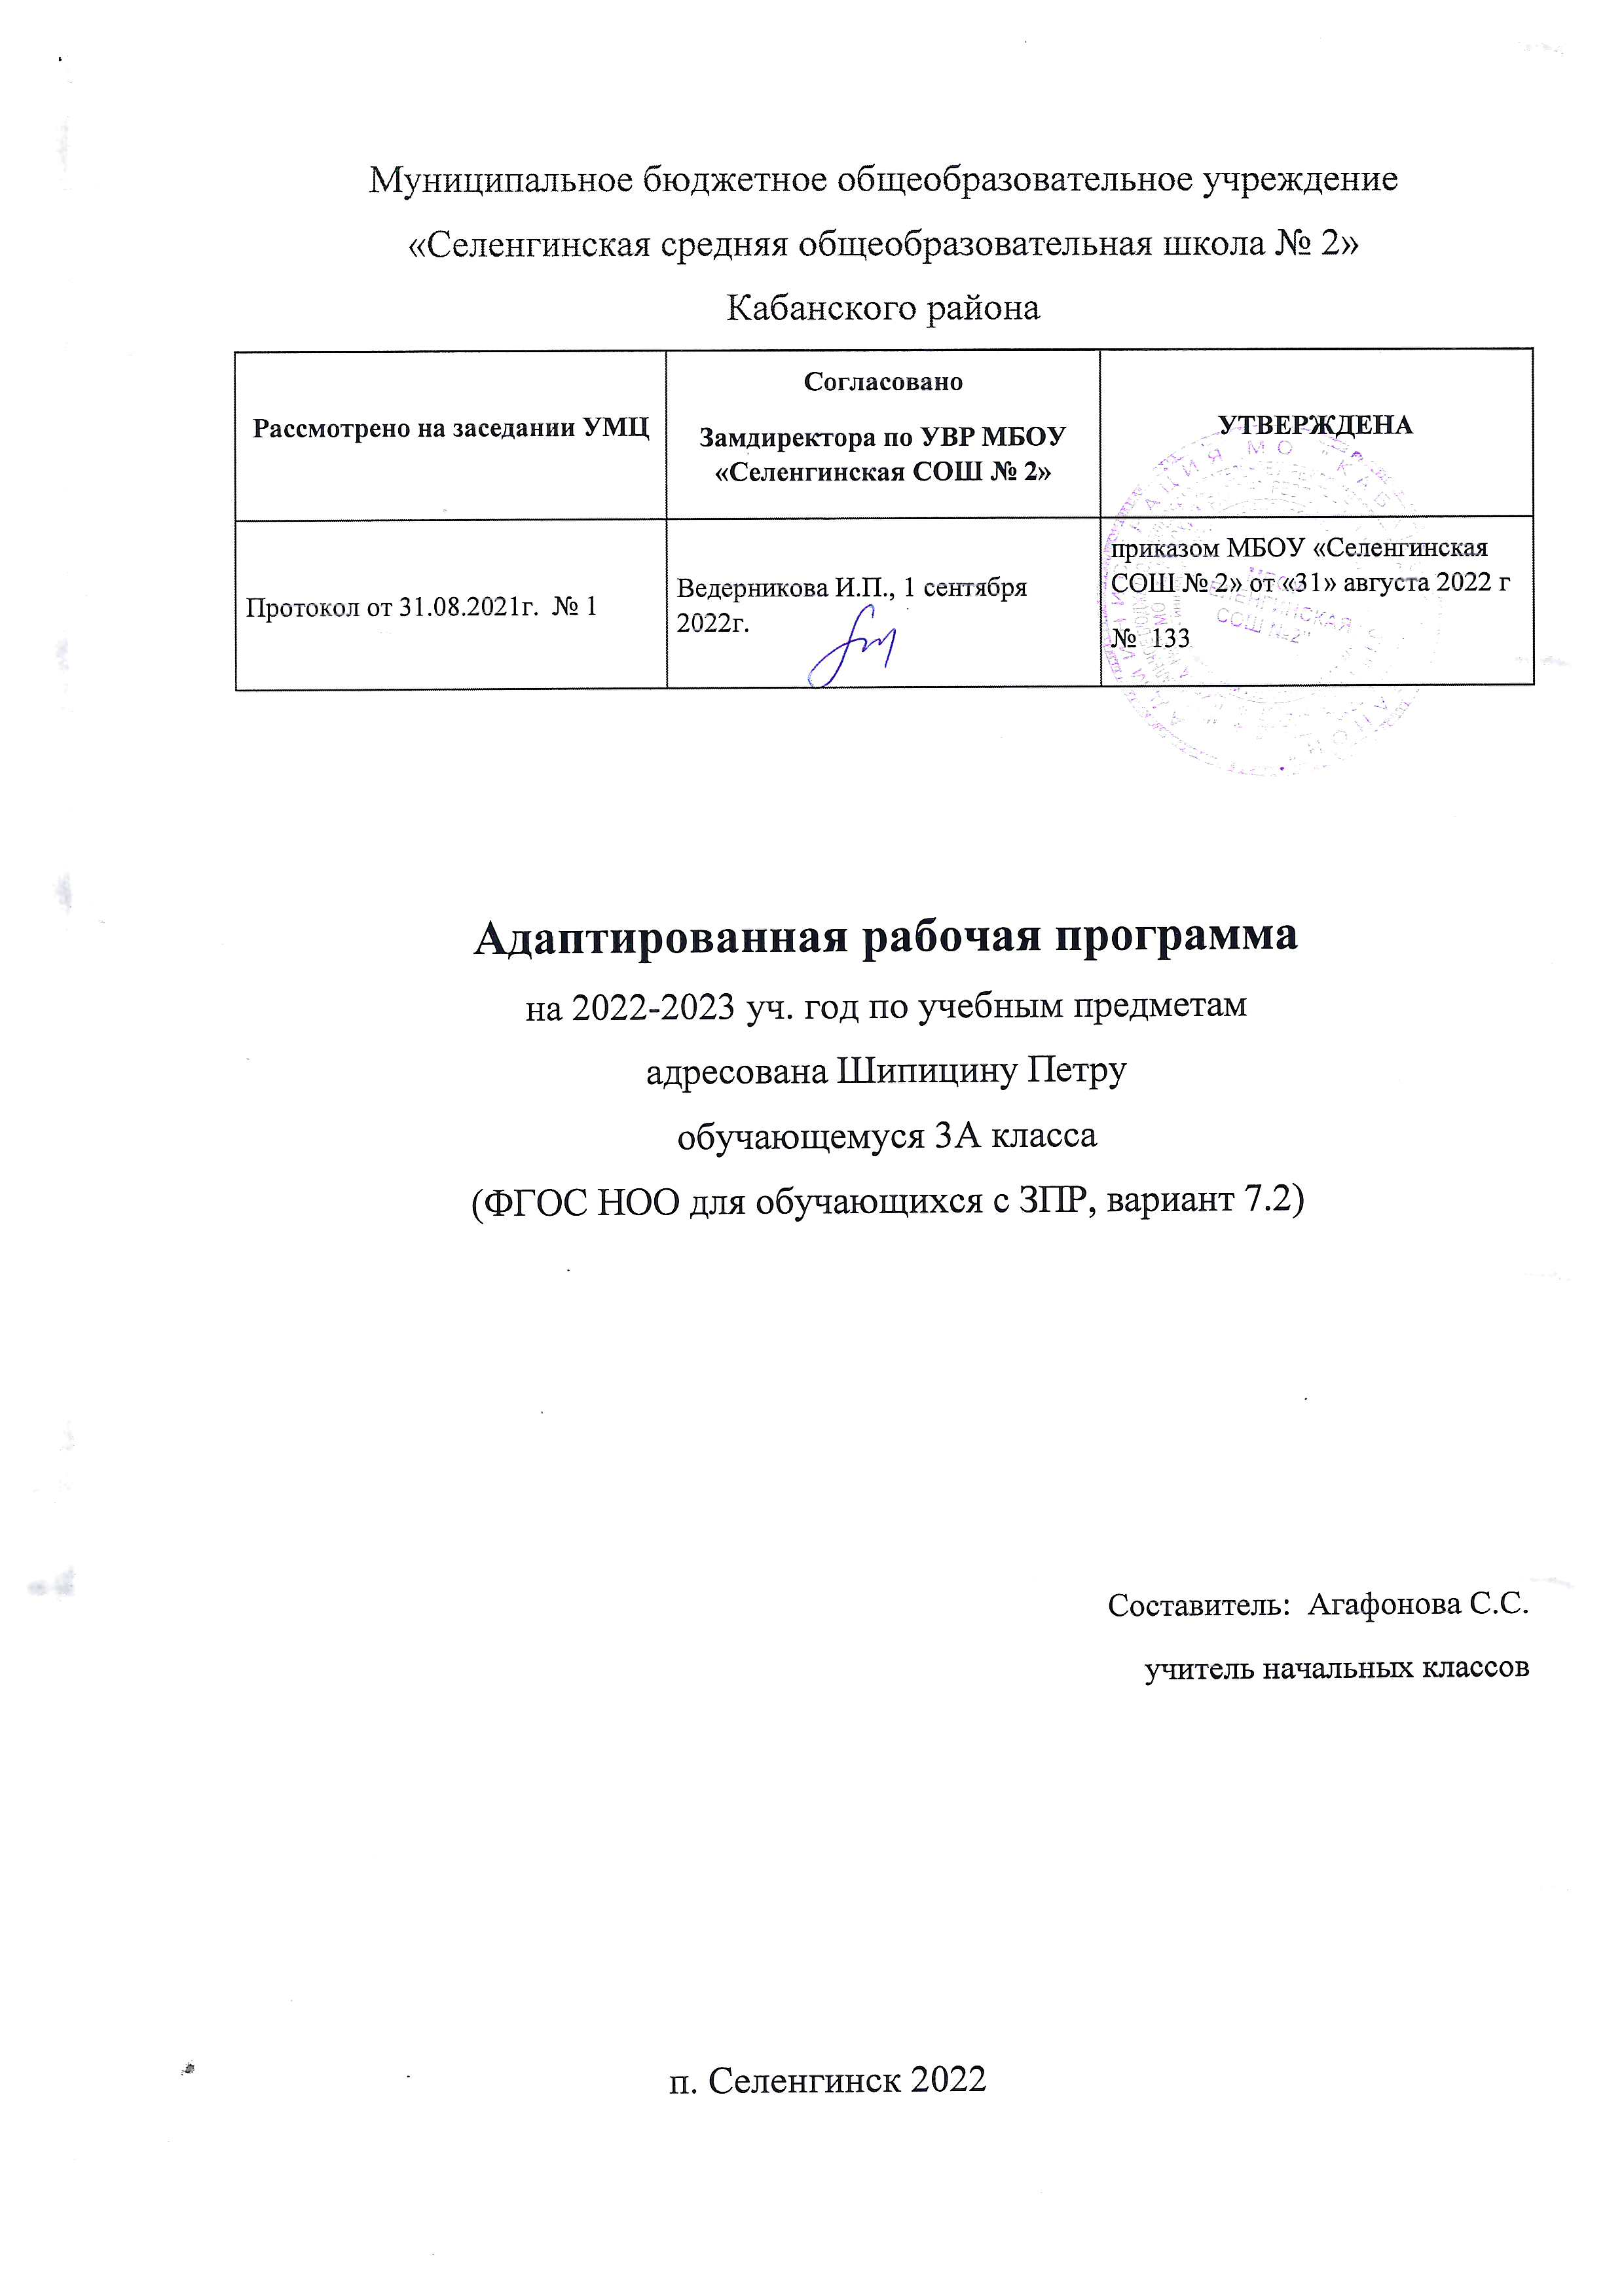 Муниципальное бюджетное общеобразовательное учреждение
«Селенгинская средняя общеобразовательная школа № 2»
Кабанского района
Рассмотрено на заседании УМЦ
Согласовано
Замдиректора по УВР МБОУ
«Селенгинская СОШ № 2»
УТВЕРЖДЕНА
Протокол от 31.08.2021г.  № 1
Ведерникова И.П., 1 сентября
2022г.
приказом МБОУ «Селенгинская
СОШ № 2» от «31» августа 2022 г
№  133
СОШ №2"
Адаптированная рабочая программа
на 2022-2023 уч. год по учебным предметам
адресована Шипицину Петру
обучающемуся 3А класса
(ФГОС НОО для обучающихся с ЗПР, вариант 7.2)
Составитель:  Агафонова С.С.
учитель начальных классов
п. Селенгинск 2022